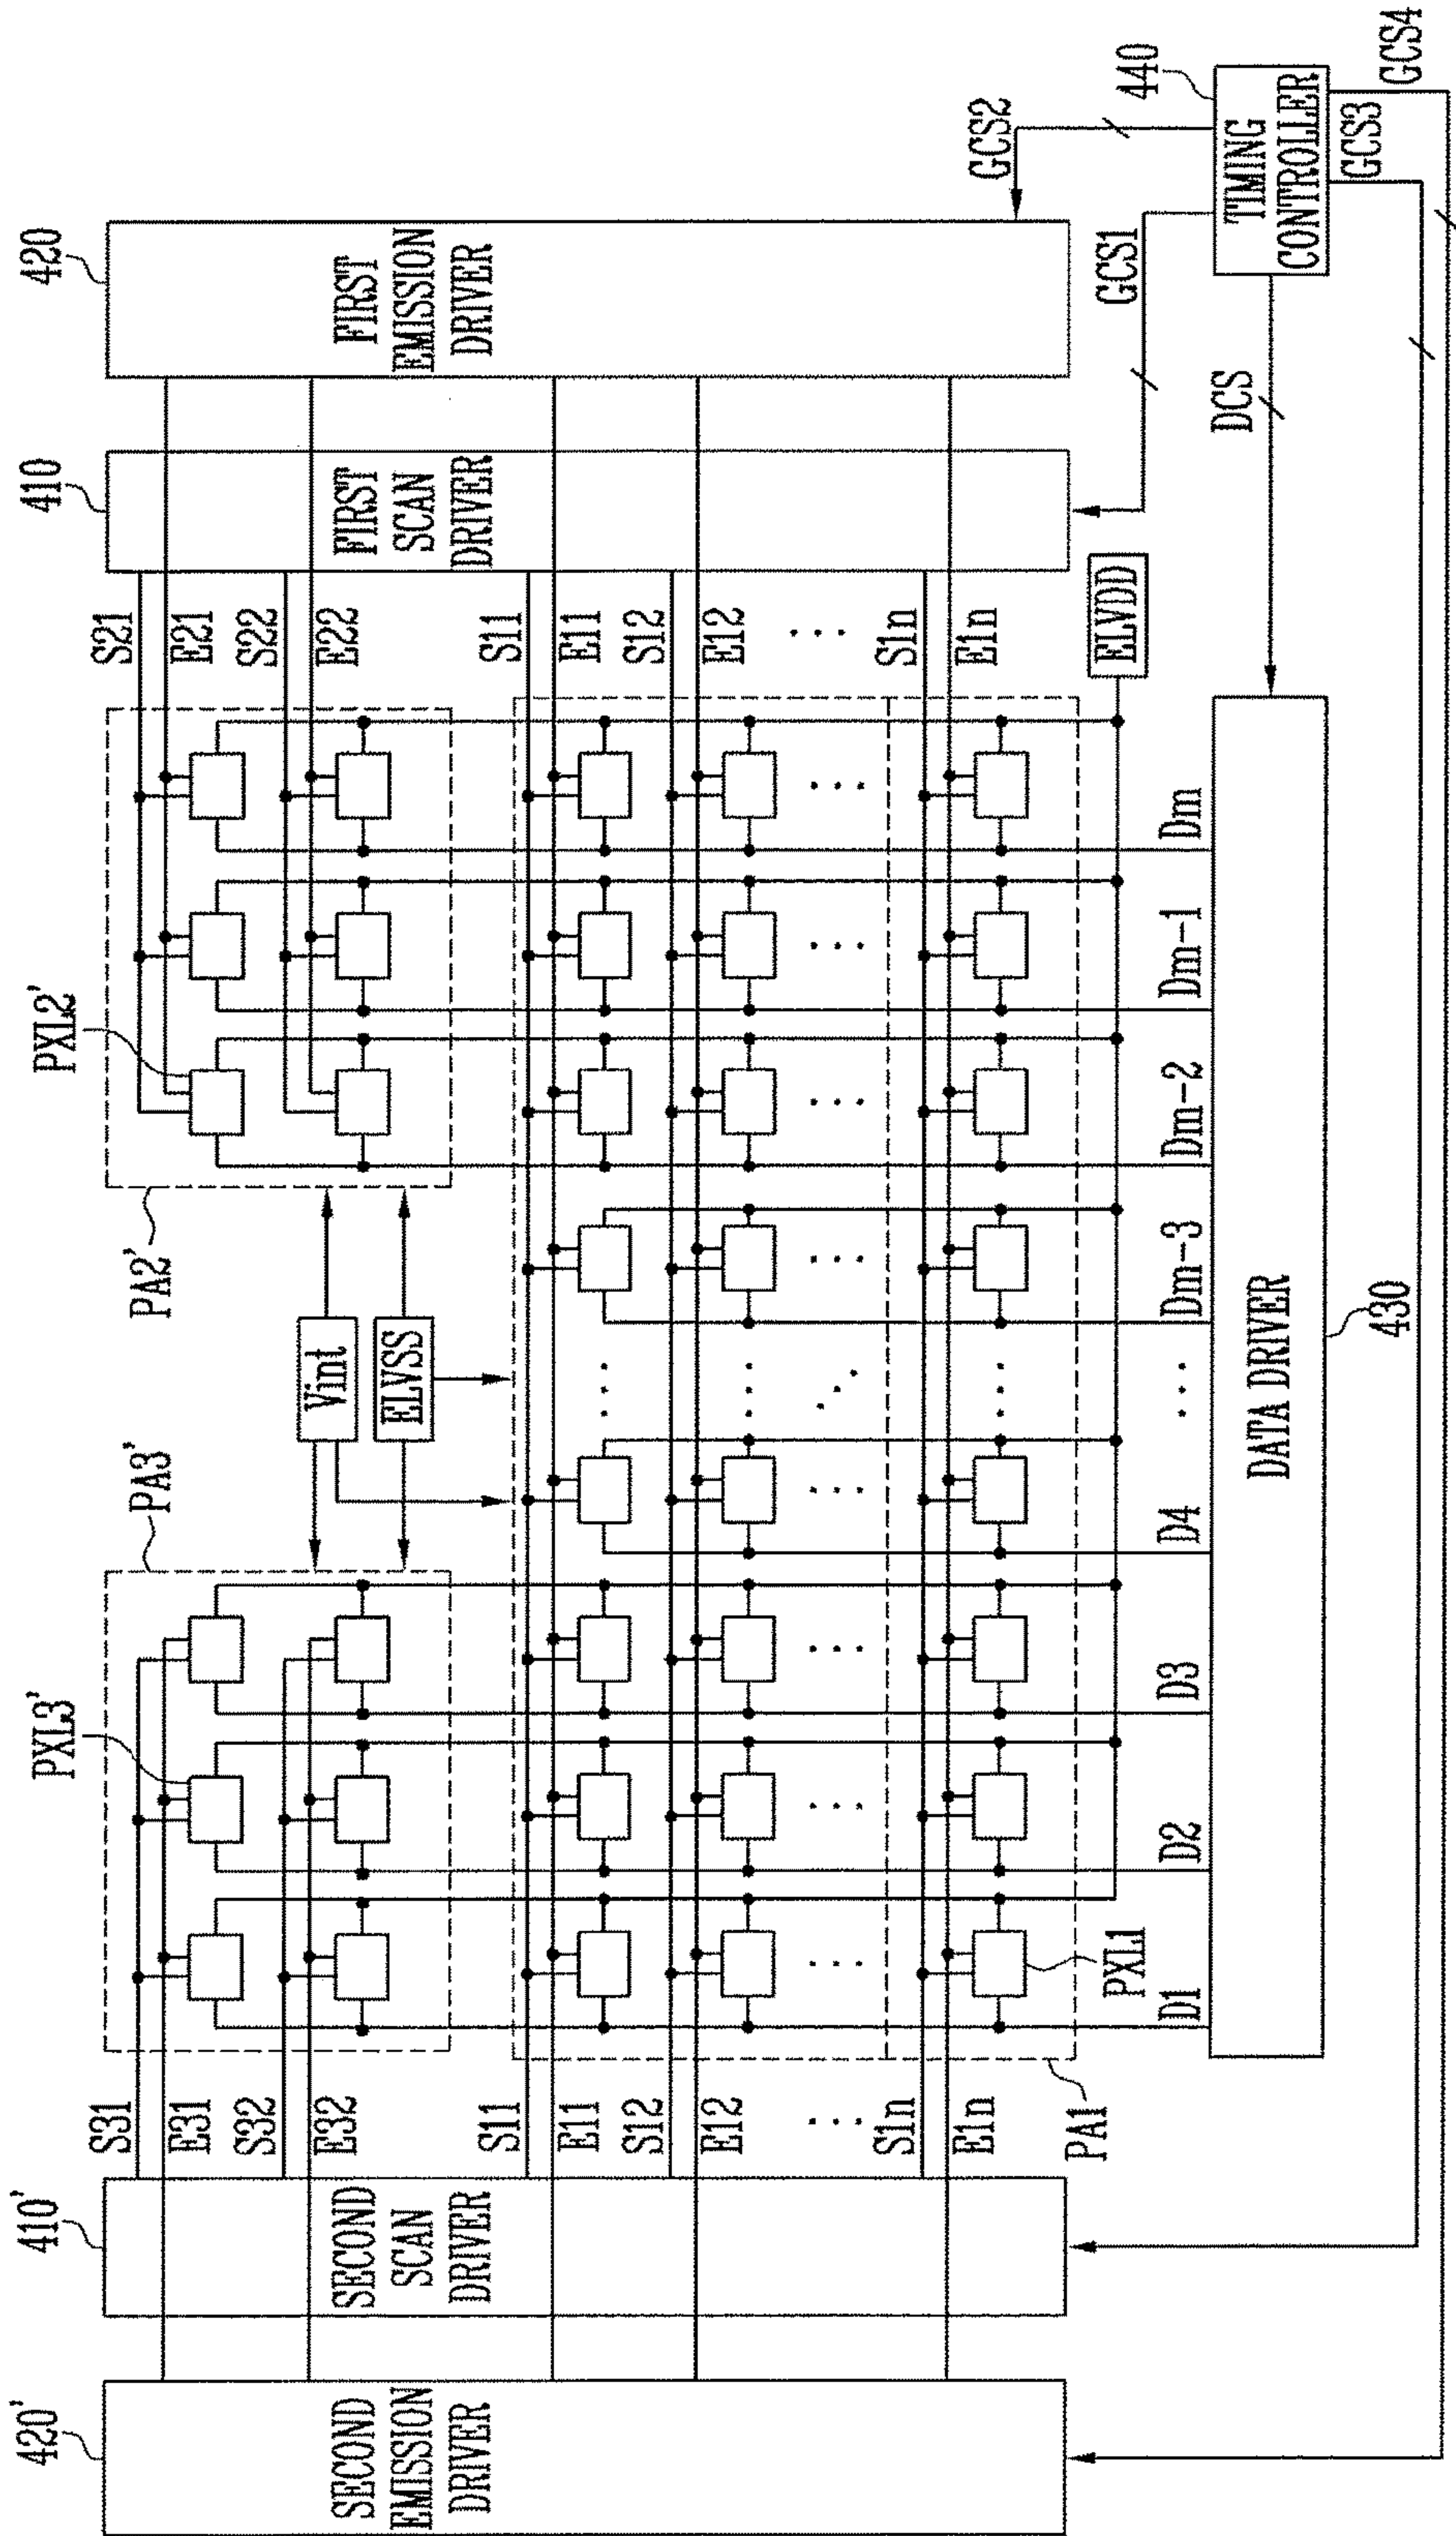 420'
410'
PXL3'
PA3'
PA2'
PXL2'
410
420
SECOND
EMISSION
DRIVER
SECOND
SCAN
DRIVER
S31
E31
S32
E32
S11
E11
S12
E12
...
S1n
E1n
Vint
ELVSS
S21
E21
S22
E22
S11
E11
S12
E12
...
S1n
E1n
FIRST
SCAN
DRIVER
FIRST
EMISSION
DRIVER
PA1
PXL1
ELVDD
D1
D2
D3
D4
...
Dm-3
Dm-2
Dm-1
Dm
DATA DRIVER
430
DCS
GCS1
GCS2
440
TIMING
CONTROLLER
GCS3
GCS4